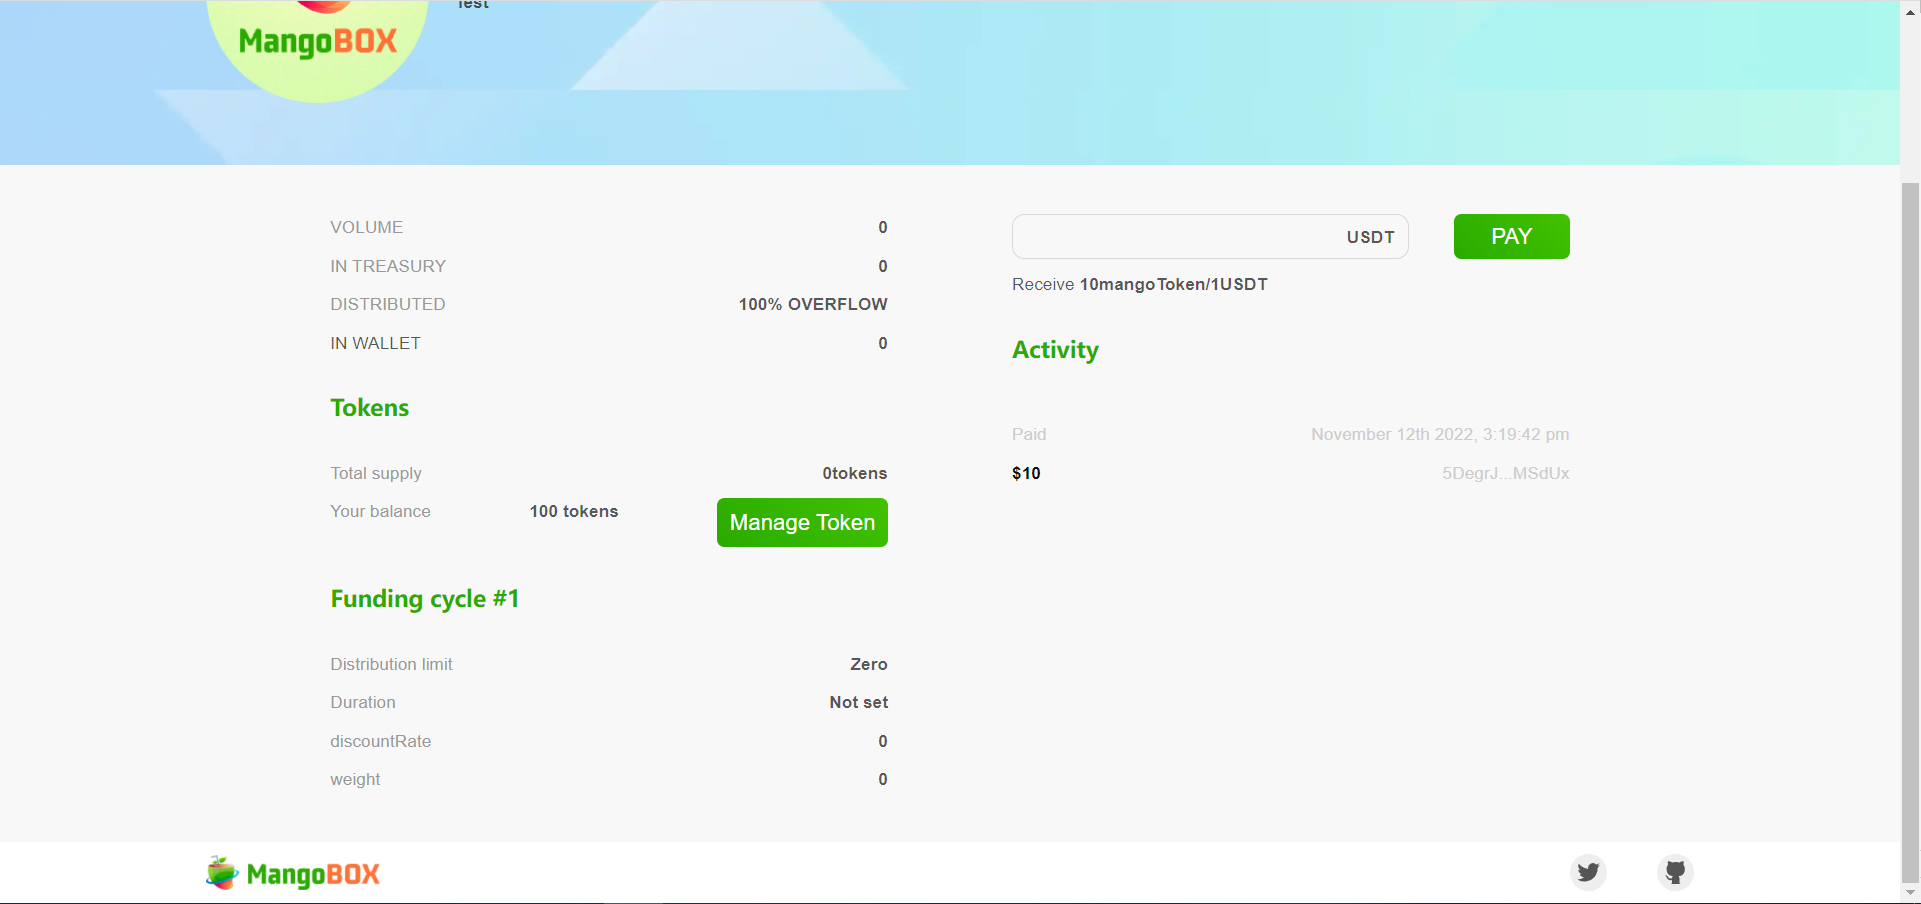 Test
MangoBOX
VOLUME 0
IN TREASURY 0
DISTRIBUTED 100% OVERFLOW
IN WALLET 0
Tokens
Total supply 0tokens
Your balance 100 tokens Manage Token
Funding cycle #1
Distribution limit Zero
Duration Not set
discountRate 0
weight 0
USDT PAY
Receive 10mangoToken/1USDT
Activity
Paid November 12th 2022, 3:19:42 pm
$10 5DegrJ...MSdUx
MangoBOX